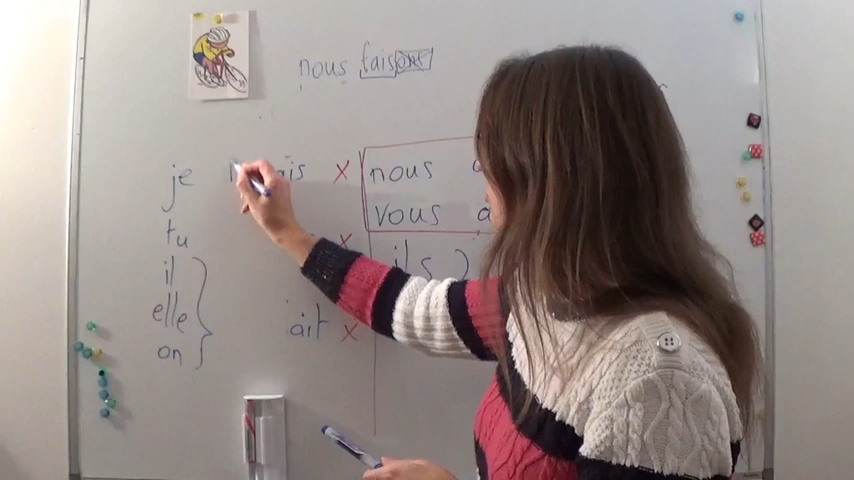 nous faisons
je ais x nous
vous
tu x
ils
il
elle ait x
on